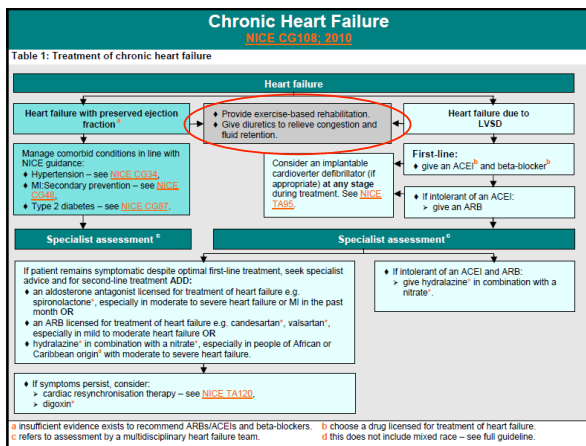 Chronic Heart Failure
NICE CG108; 2010
Table 1: Treatment of chronic heart failure
Heart failure
Heart failure with preserved ejection
fraction a
♦ Provide exercise-based rehabilitation.
♦ Give diuretics to relieve congestion and
fluid retention.
Heart failure due to
LVSD
Manage comorbid conditions in line with
NICE guidance:
♦ Hypertension – see NICE CG34,
♦ MI:Secondary prevention – see NICE
CG48,
♦ Type 2 diabetes – see NICE CG87.
Consider an implantable
cardioverter defibrillator (if
appropriate) at any stage
during treatment. See NICE
TA95.
First-line:
♦ give an ACEI b and beta-blocker b
♦ If intolerant of an ACEI:
➢ give an ARB
Specialist assessment c
Specialist assessment c
If patient remains symptomatic despite optimal first-line treatment, seek specialist
advice and for second-line treatment ADD:
♦ an aldosterone antagonist licensed for treatment of heart failure e.g.
spironolactone*, especially in moderate to severe heart failure or MI in the past
month OR
♦ an ARB licensed for treatment of heart failure e.g. candesartan*, valsartan*,
especially in mild to moderate heart failure OR
♦ hydralazine* in combination with a nitrate*, especially in people of African or
Caribbean origin d with moderate to severe heart failure.
♦ If intolerant of an ACEI and ARB:
➢ give hydralazine* in combination with a
nitrate*.
♦ If symptoms persist, consider:
➢ cardiac resynchronisation therapy – see NICE TA120,
➢ digoxin*
a insufficient evidence exists to recommend ARBs/ACEIs and beta-blockers.
b choose a drug licensed for treatment of heart failure.
c refers to assessment by a multidisciplinary heart failure team.
d this does not include mixed race – see full guideline.